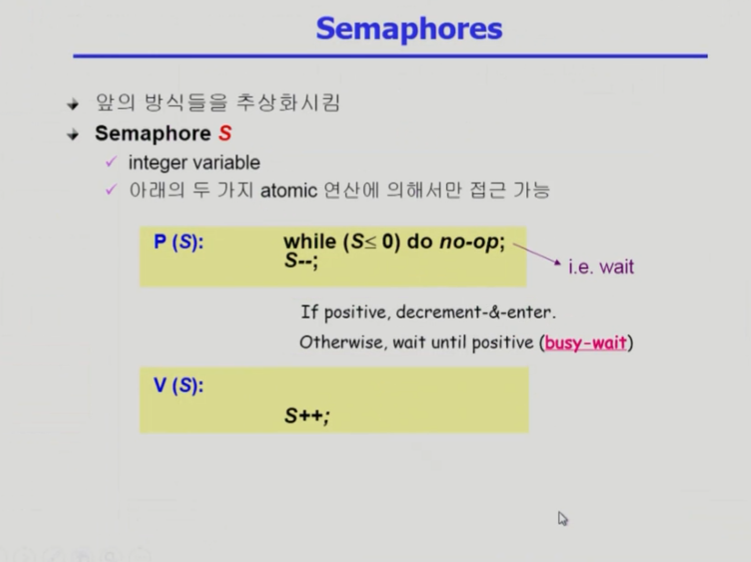 Semaphores
앞의 방식들을 추상화시킴
Semaphore S
integer variable
아래의 두 가지 atomic 연산에 의해서만 접근 가능
P (S): while (S≤ 0) do no-op;
S--;
i.e. wait
If positive, decrement-&-enter.
Otherwise, wait until positive (busy-wait)
V (S):
S++;